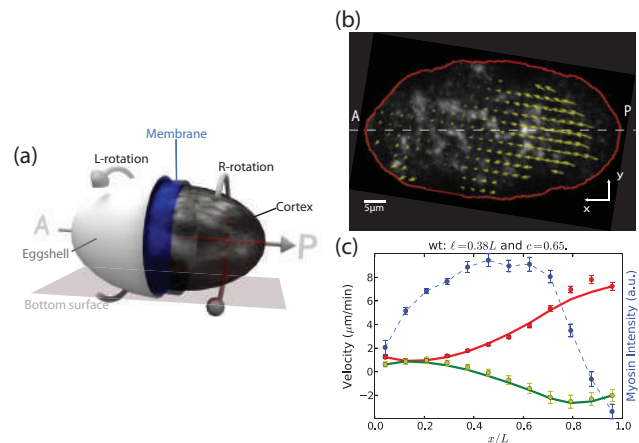 (a)
Membrane
L-rotation
R-rotation
Cortex
A
P
Eggshell
Bottom surface
(b)
A
P
5μm
x
y
(c)
wt: ℓ=0.38L and c=0.65.
Velocity (μm/min)
8
6
4
2
0
−2
Myosin Intensity (a.u.)
0.0 0.2 0.4 0.6 0.8 1.0
x/L